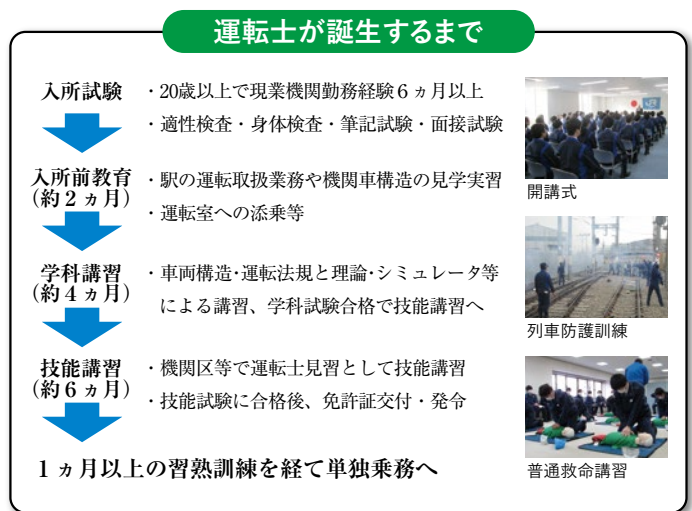 運転士が誕生するまで
入所試験
・20歳以上で現業機関勤務経験6ヵ月以上
・適性検査・身体検査・筆記試験・面接試験
入所前教育
(約2ヵ月)
・駅の運転取扱業務や機関車構造の見学実習
・運転室への添乗等
学科講習
(約4ヵ月)
・車両構造・運転法規と理論・シミュレータ等
による講習、学科試験合格で技能講習へ
技能講習
(約6ヵ月)
・機関区等で運転士見習として技能講習
・技能試験に合格後、免許証交付・発令
1ヵ月以上の習熟訓練を経て単独乗務へ
開講式
列車防護訓練
普通救命講習